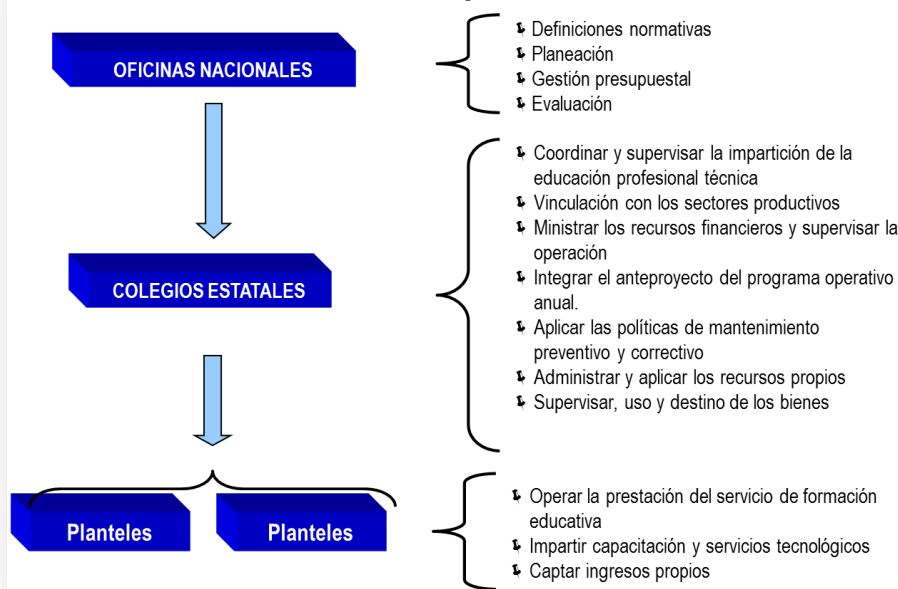 OFICINAS NACIONALES
Definiciones normativas
Planeación
Gestión presupuestal
Evaluación
COLEGIOS ESTATALES
Coordinar y supervisar la impartición de la
educación profesional técnica
Vinculación con los sectores productivos
Ministrar los recursos financieros y supervisar la
operación
Integrar el anteproyecto del programa operativo
anual.
Aplicar las políticas de mantenimiento
preventivo y correctivo
Administrar y aplicar los recursos propios
Supervisar, uso y destino de los bienes
Planteles
Planteles
Operar la prestación del servicio de formación
educativa
Impartir capacitación y servicios tecnológicos
Captar ingresos propios